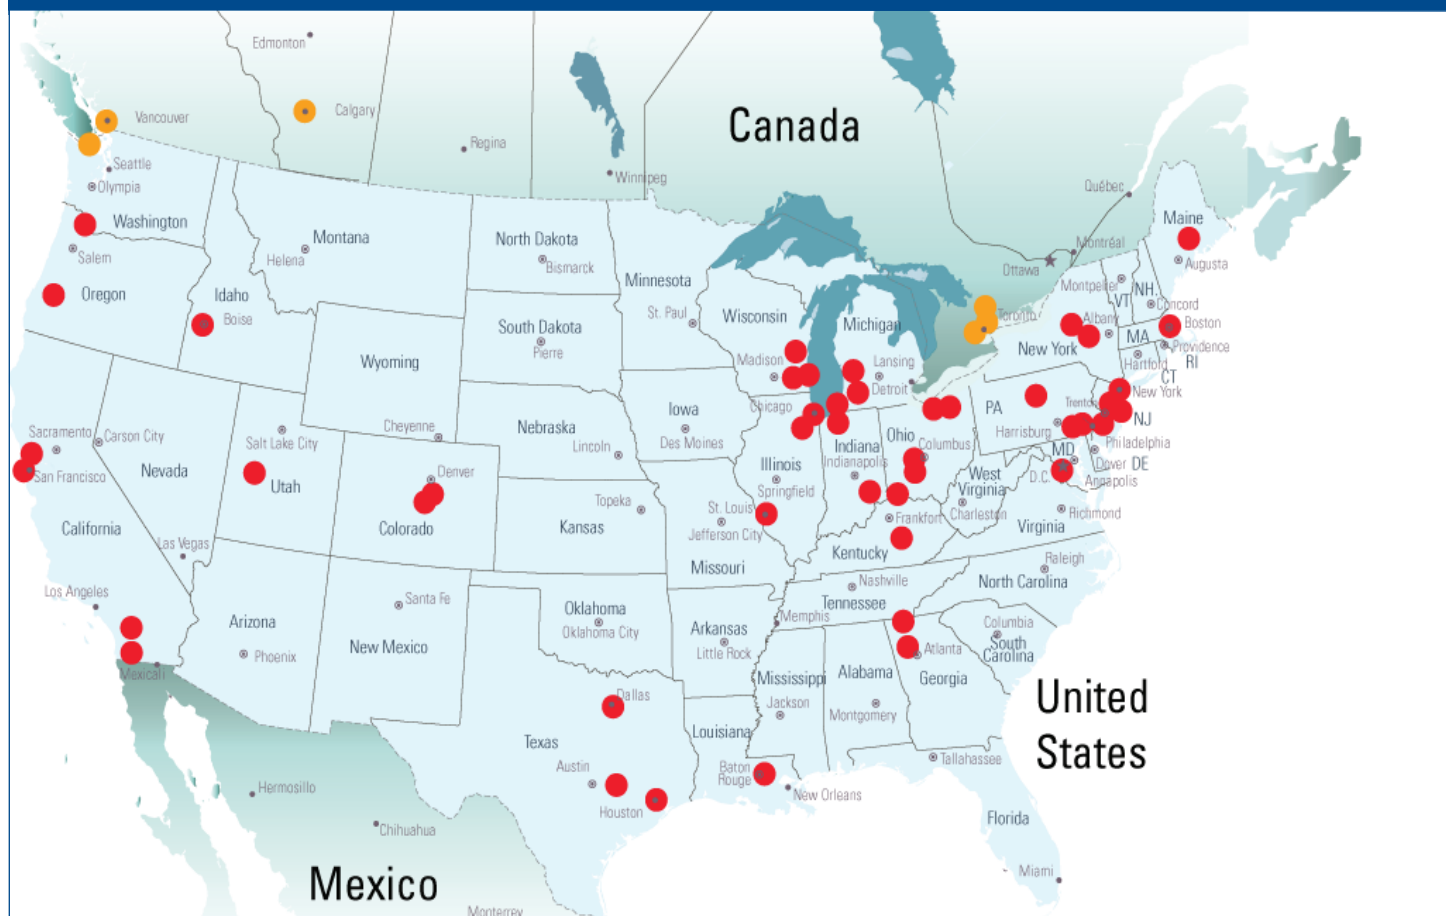 Edmonton
Calgary
Vancouver
Canada
Regina
Winnipeg
Seattle
Olympia
Québec
Washington
Maine
Montana
North Dakota
Montréal
Salem
Helena
Bismarck
Ottawa
Augusta
Minnesota
Montpelier
NH.
Oregon
Idaho
VT
Concord
Boise
South Dakota
St. Paul
Wisconsin
Michigan
Toronto
Albany
Boston
Pierre
MA
Providence
New York
Wyoming
Madison
Lansing
Hartford
RI
Detroit
CT
New York
Chicago
Iowa
PA
Trenton
NJ
Cheyenne
Nebraska
Des Moines
Ohio
Harrisburg
Sacramento
Carson City
Salt Lake City
Lincoln
Indiana
Columbus
Philadelphia
MD
Nevada
Denver
Illinois
Indianapolis
West
Virginia
Dover
DE
San Francisco
Utah
Springfield
D.C.
Annapolis
Topeka
St. Louis
Frankfort
Charleston
Richmond
California
Colorado
Kansas
Jefferson City
Virginia
Las Vegas
Kentucky
Raleigh
Missouri
Nashville
North Carolina
Los Angeles
Santa Fe
Oklahoma
Tennessee
Memphis
Arizona
Oklahoma City
Arkansas
Columbia
South
Carolina
New Mexico
Little Rock
Atlanta
Phoenix
Mexicali
Mississippi
Alabama
Georgia
Dallas
Jackson
Montgomery
United
States
Texas
Louisiana
Austin
Baton
Rouge
Tallahassee
Hermosillo
New Orleans
Houston
Florida
Chihuahua
Miami
Mexico
Monterrey